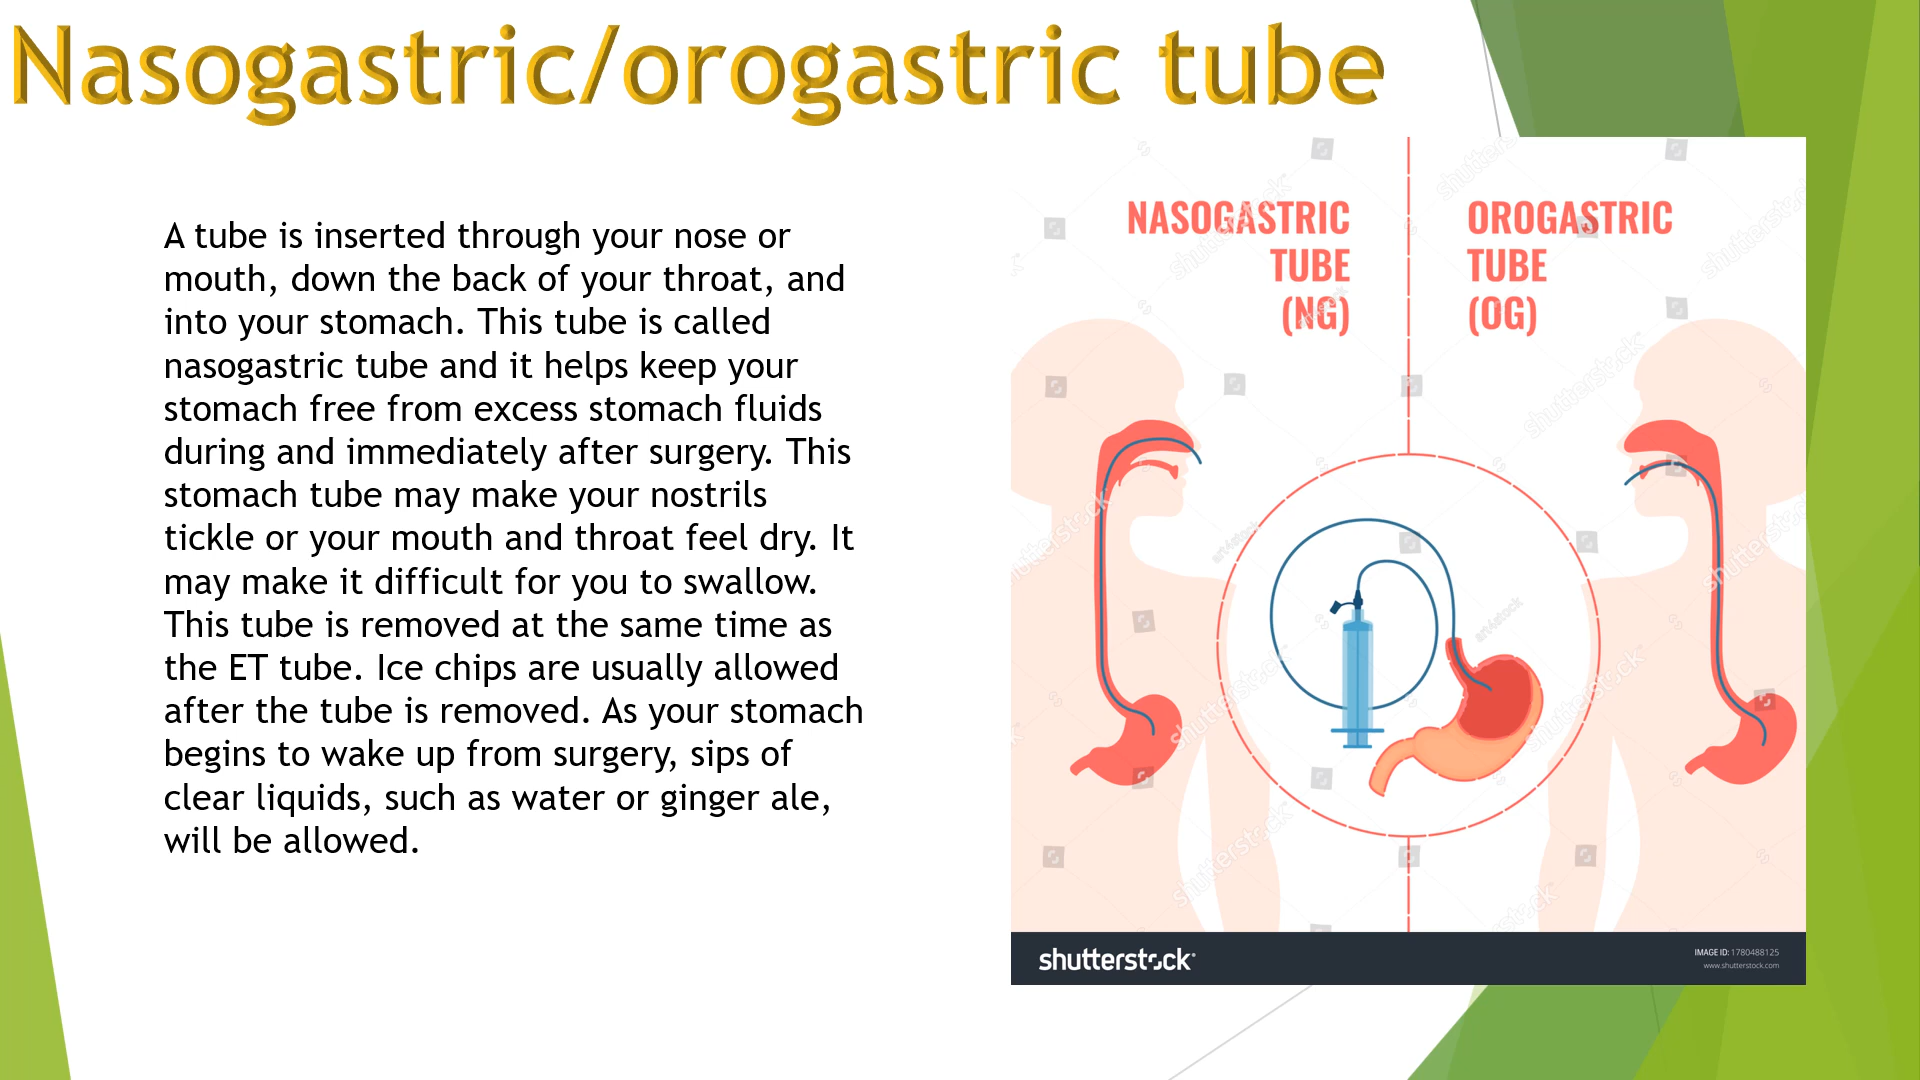 Nasogastric/orogastric tube
A tube is inserted through your nose or
mouth, down the back of your throat, and
into your stomach. This tube is called
nasogastric tube and it helps keep your
stomach free from excess stomach fluids
during and immediately after surgery. This
stomach tube may make your nostrils
tickle or your mouth and throat feel dry. It
may make it difficult for you to swallow.
This tube is removed at the same time as
the ET tube. Ice chips are usually allowed
after the tube is removed. As your stomach
begins to wake up from surgery, sips of
clear liquids, such as water or ginger ale,
will be allowed.
NASOGASTRIC
TUBE
(NG)
OROGASTRIC
TUBE
(OG)
shutterstock
IMAGE ID: 1780488125
www.shutterstock.com